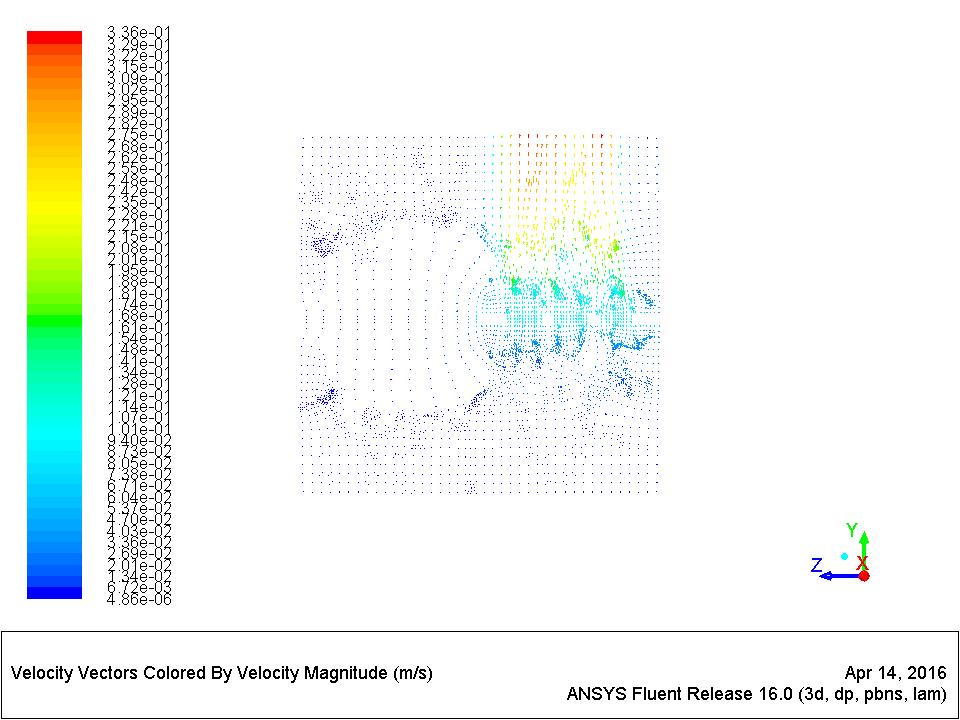 3.36e-01
3.29e-01
3.22e-01
3.15e-01
3.09e-01
3.02e-01
2.95e-01
2.89e-01
2.82e-01
2.75e-01
2.68e-01
2.62e-01
2.55e-01
2.48e-01
2.42e-01
2.35e-01
2.28e-01
2.21e-01
2.15e-01
2.08e-01
2.01e-01
1.95e-01
1.88e-01
1.81e-01
1.74e-01
1.68e-01
1.61e-01
1.54e-01
1.48e-01
1.41e-01
1.34e-01
1.28e-01
1.21e-01
1.14e-01
1.07e-01
1.01e-01
9.40e-02
8.73e-02
8.05e-02
7.38e-02
6.71e-02
6.04e-02
5.37e-02
4.70e-02
4.03e-02
3.36e-02
2.69e-02
2.01e-02
1.34e-02
6.72e-03
4.86e-06
Y
Z X
Velocity Vectors Colored By Velocity Magnitude (m/s)
Apr 14, 2016
ANSYS Fluent Release 16.0 (3d, dp, pbns, lam)